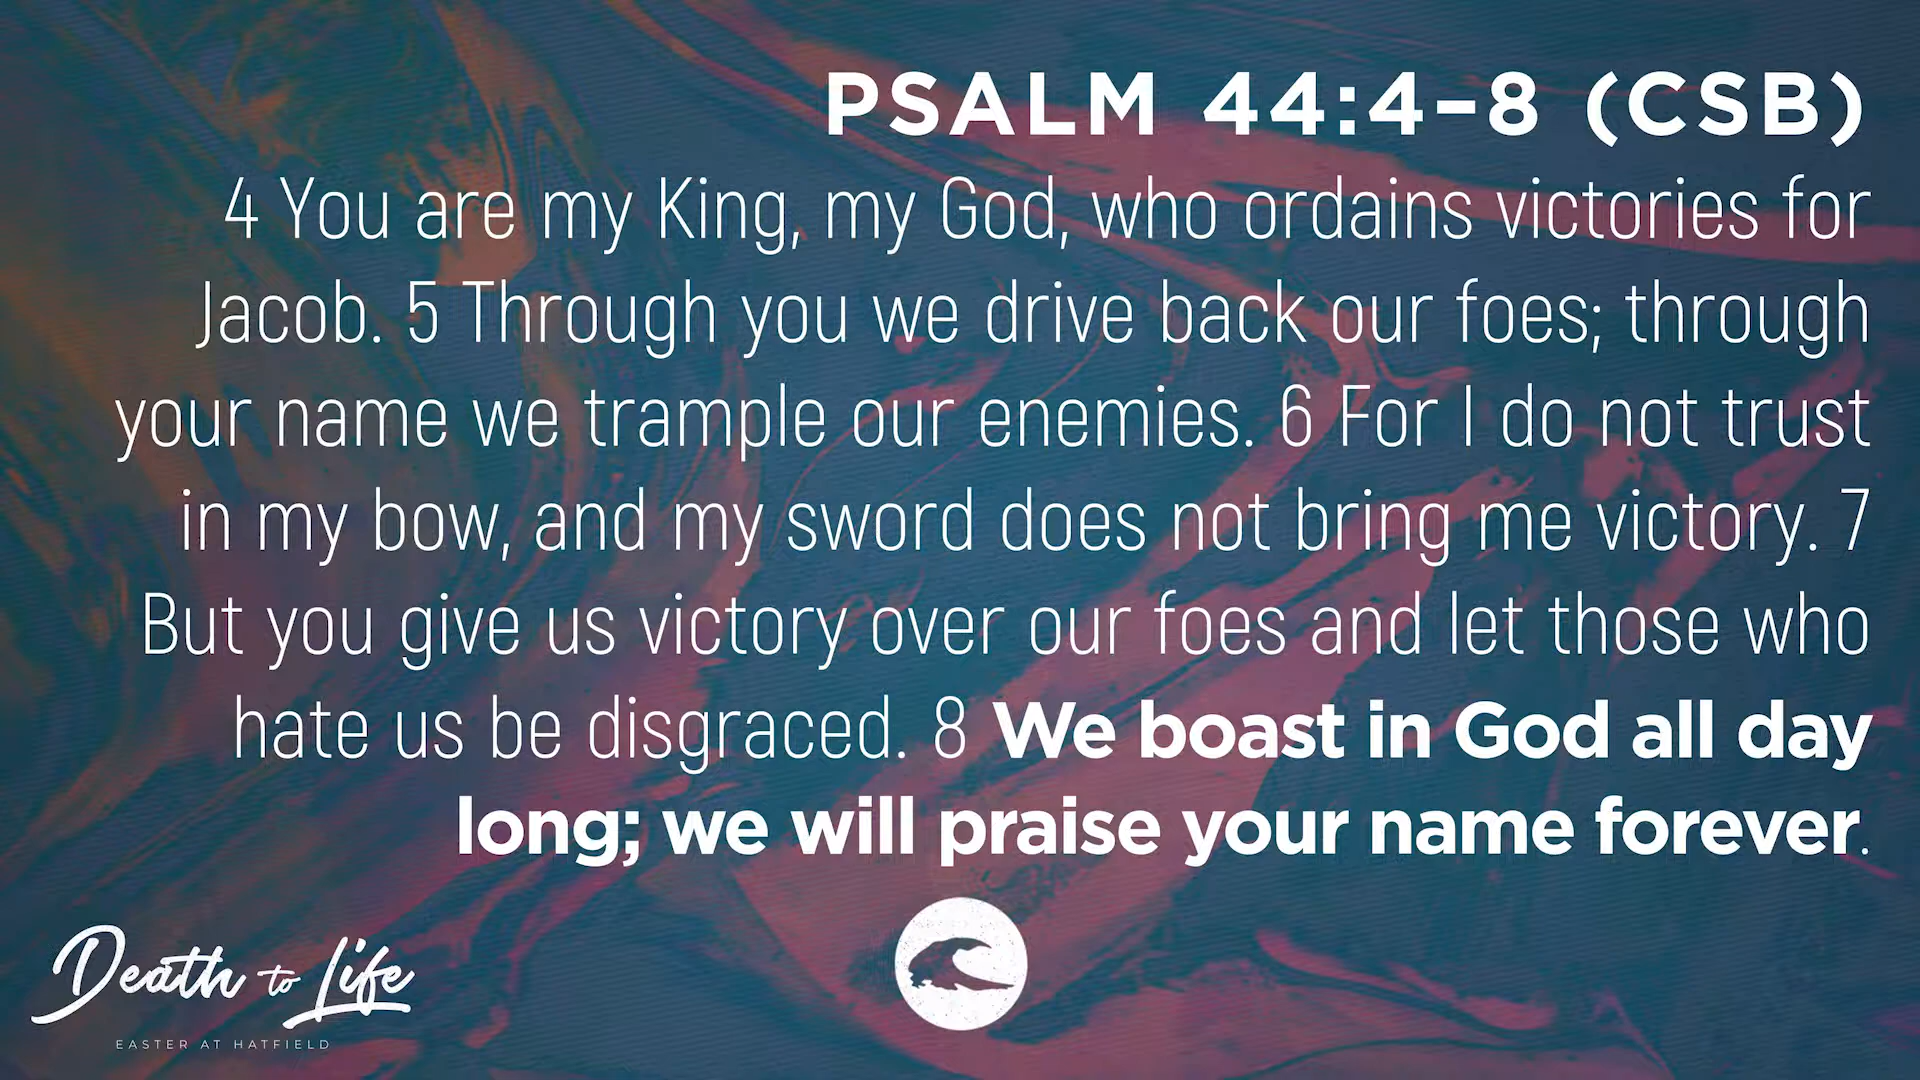 PSALM 44:4–8 (CSB)
4 You are my King, my God, who ordains victories for
Jacob. 5 Through you we drive back our foes; through
your name we trample our enemies. 6 For I do not trust
in my bow, and my sword does not bring me victory. 7
But you give us victory over our foes and let those who
hate us be disgraced. 8 We boast in God all day
long; we will praise your name forever.
Death to Life
EASTER AT HATFIELD